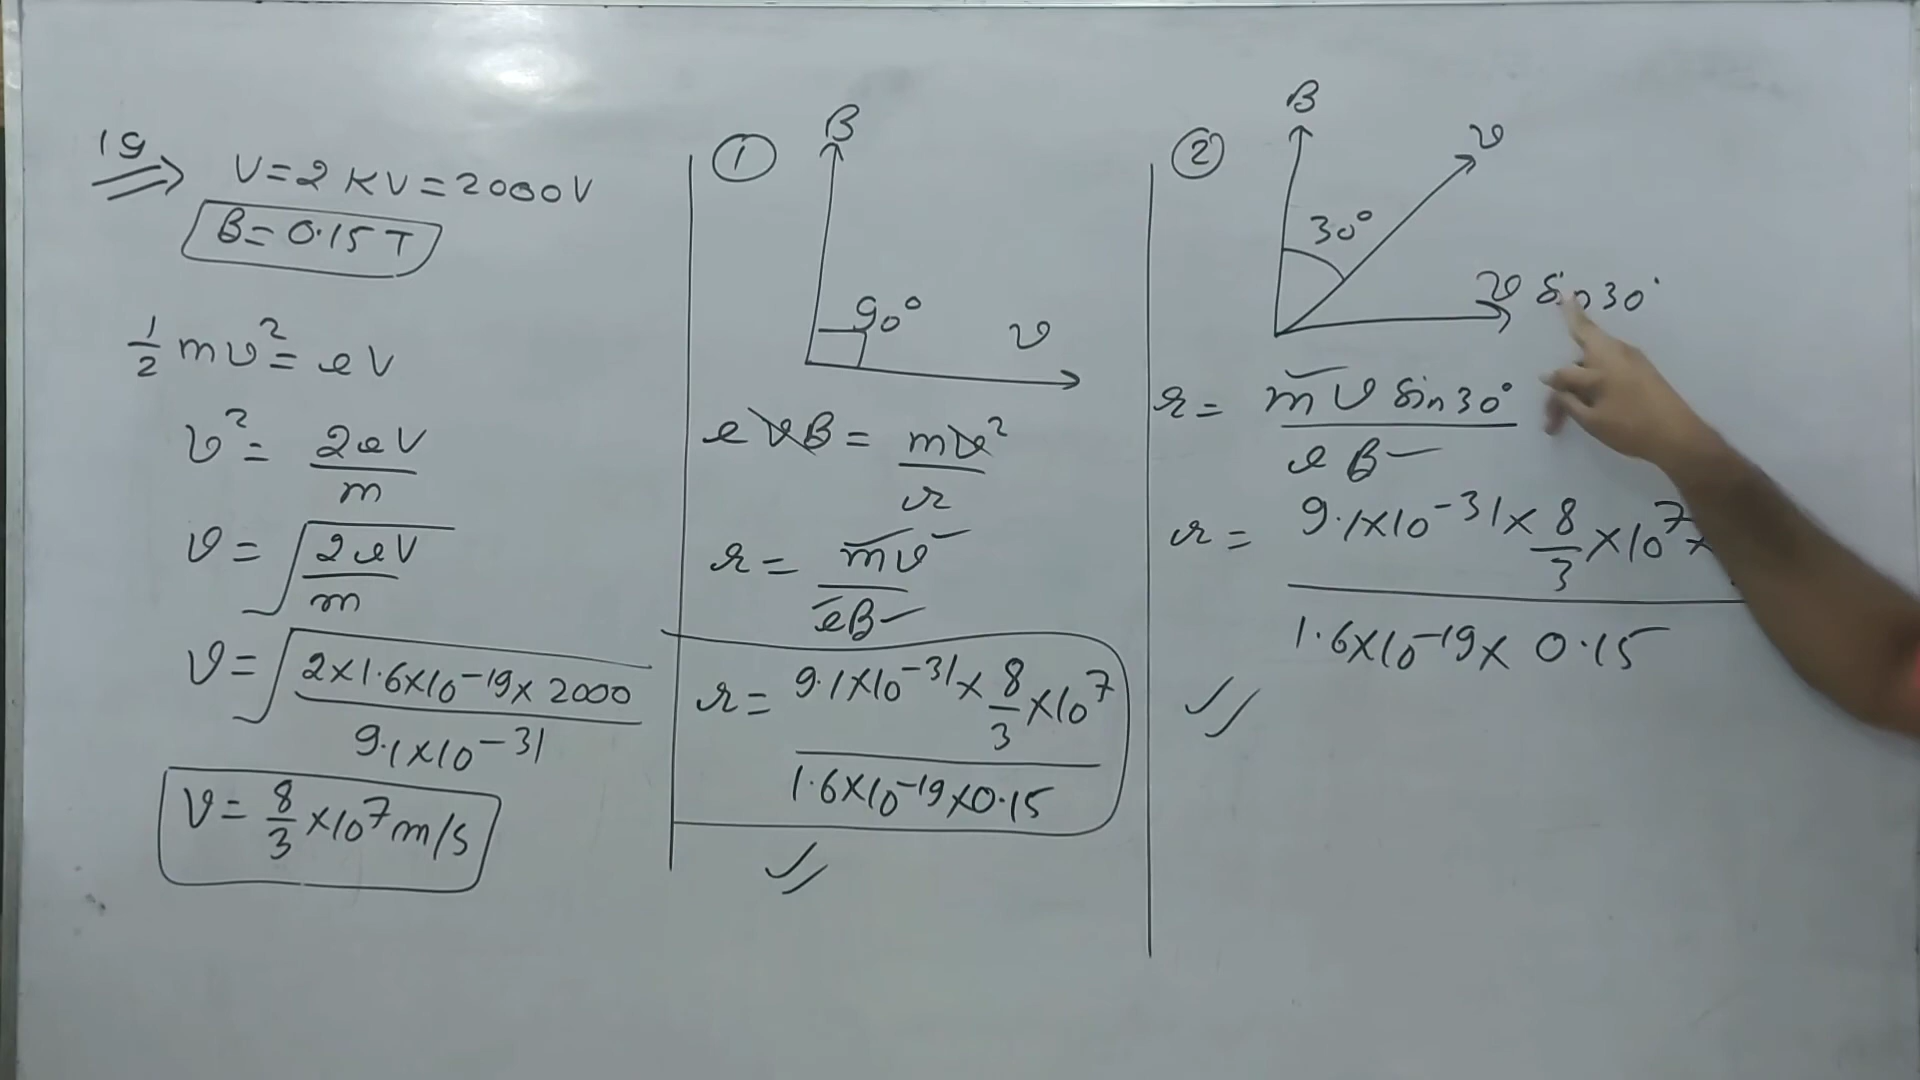 19
V = 2 KV = 2000V
B = 0.15 T
1/2 mv² = eV
v² = 2eV/m
v = √(2eV/m)
v = √(2×1.6×10⁻¹⁹×2000 / 9.1×10⁻³¹)
v = 8/3 ×10⁷ m/s
①
B
90°
v
evB = mv²/r
r = mv/eB
r = 9.1×10⁻³¹× 8/3 ×10⁷ / 1.6×10⁻¹⁹×0.15
②
B
v
30°
v sin30°
r = mv sin30° / eB
r = 9.1×10⁻³¹× 8/3 ×10⁷× / 1.6×10⁻¹⁹× 0.15